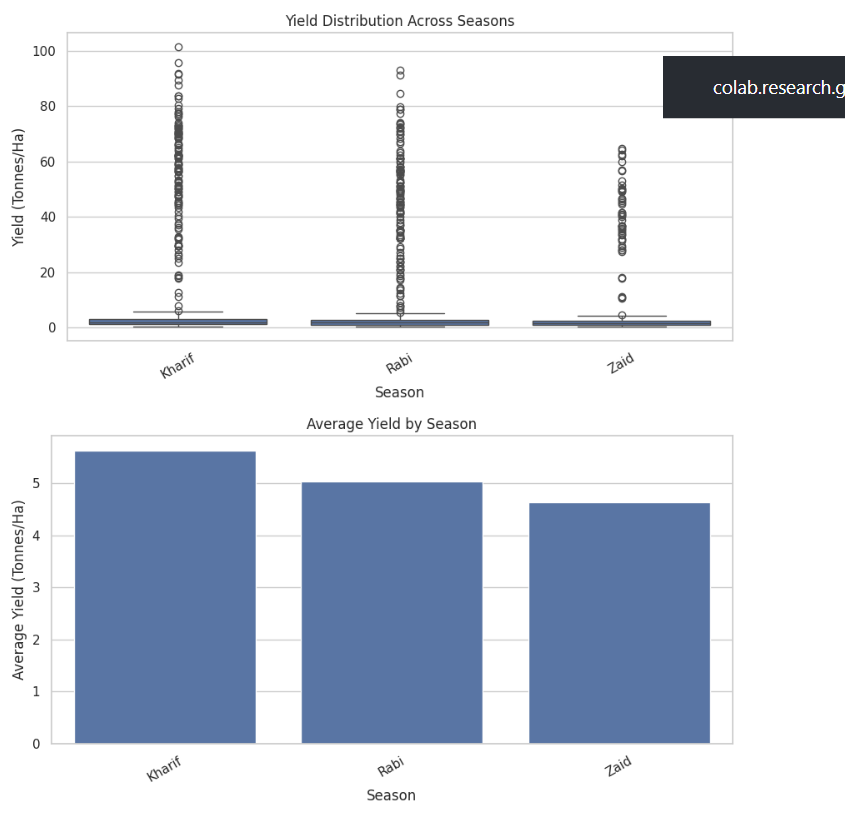 Yield Distribution Across Seasons
Yield (Tonnes/Ha)
100
80
60
40
20
0
colab.research.g
Kharif
Rabi
Zaid
Season
Average Yield by Season
Average Yield (Tonnes/Ha)
5
4
3
2
1
0
Kharif
Rabi
Zaid
Season